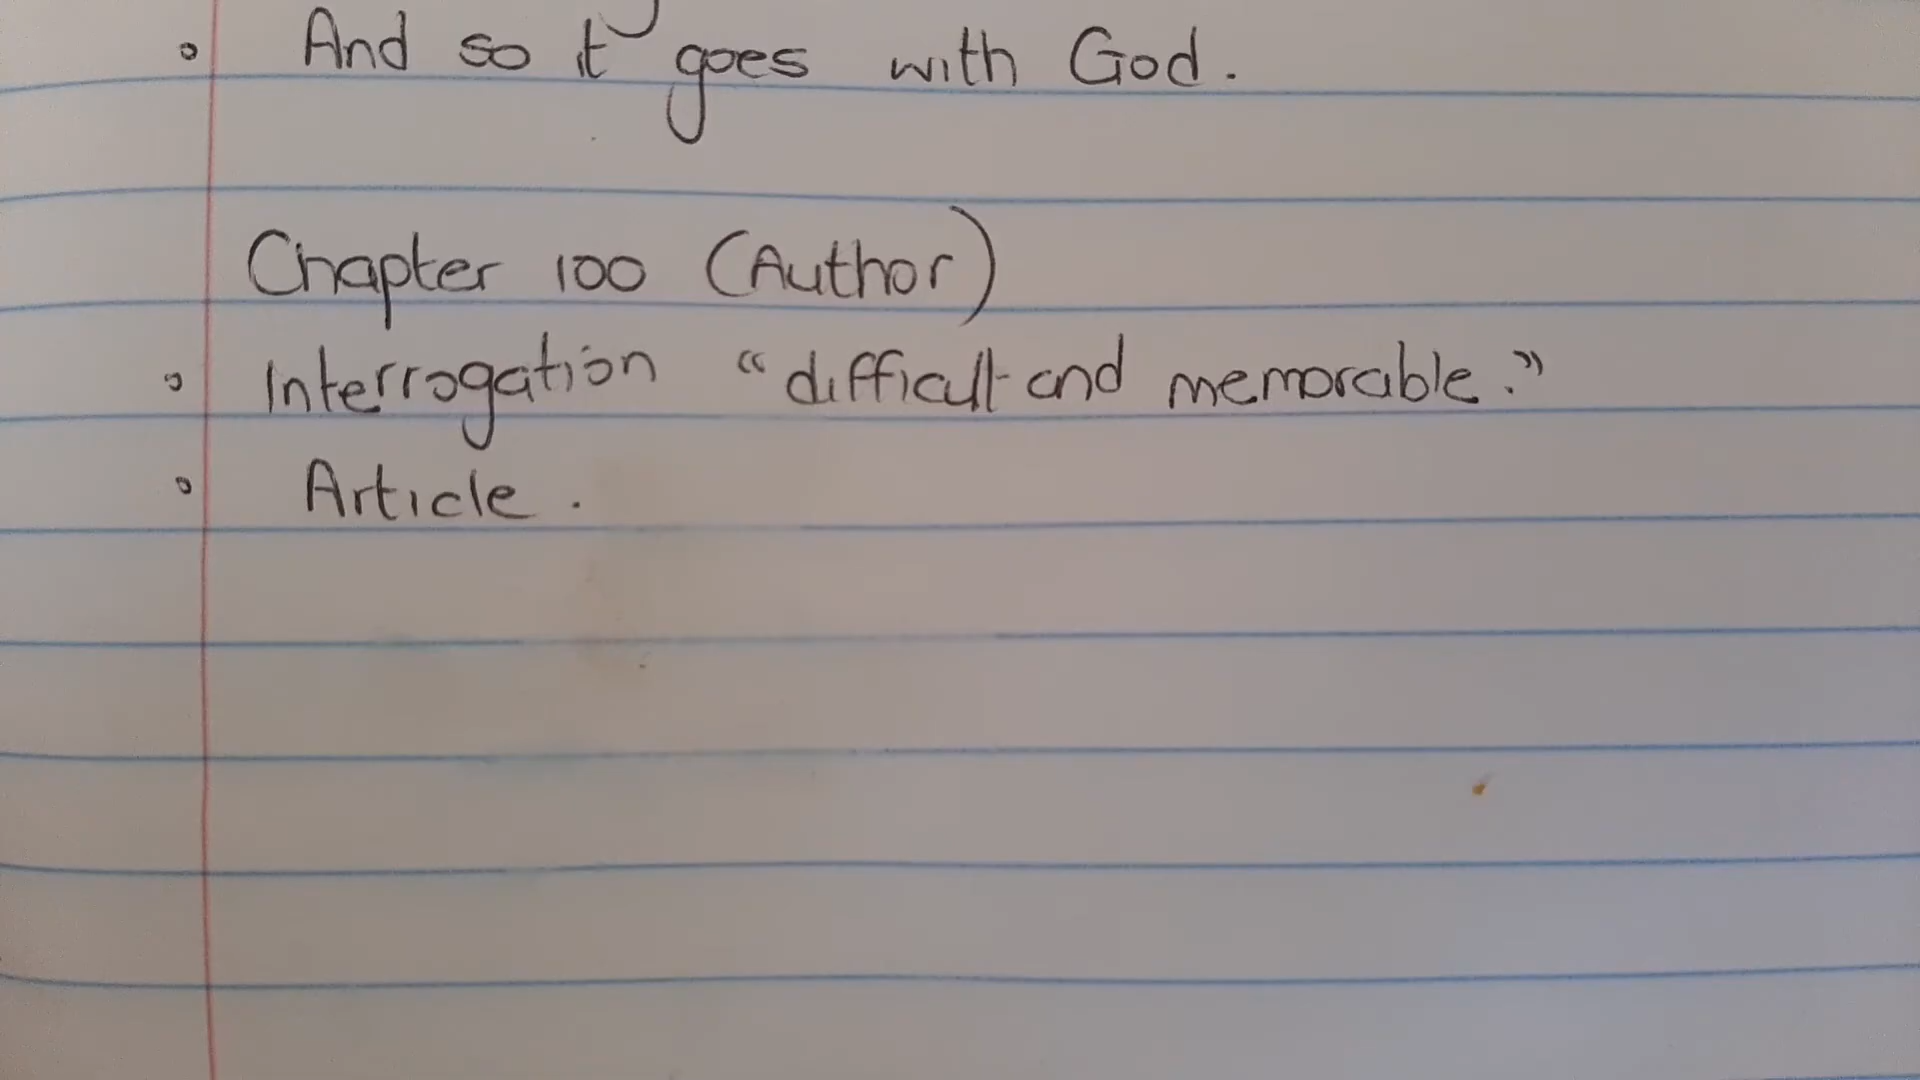 ◦ And so it goes with God.
Chapter 100 (Author)
◦ Interrogation "difficult and memorable."
◦ Article.